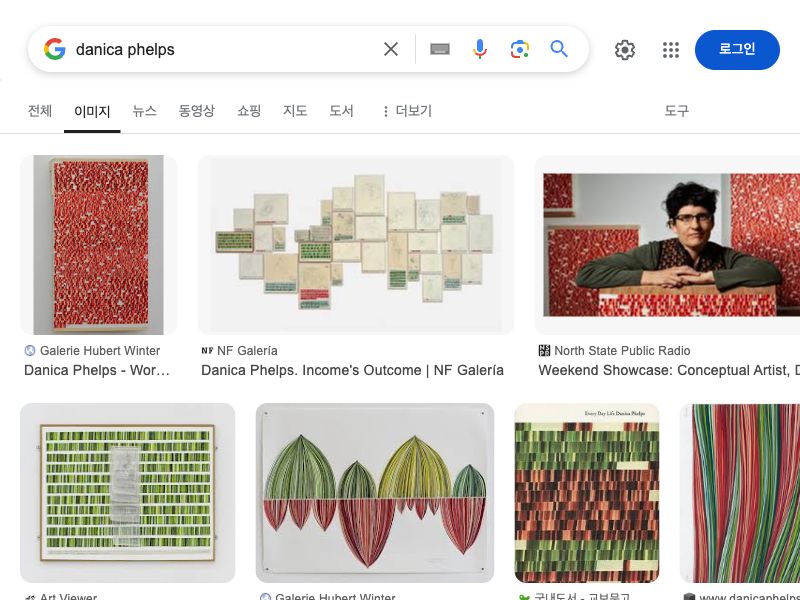 danica phelps
로그인
전체 이미지 뉴스 동영상 쇼핑 지도 도서 더보기 도구
Galerie Hubert Winter
Danica Phelps - Wor...
NF NF Galería
Danica Phelps. Income's Outcome | NF Galería
North State Public Radio
Weekend Showcase: Conceptual Artist, D
Every Day Life Danica Phelps
Art Viewer
Galerie Hubert Winter
국내도서 - 교보문고
www.danicaphelps